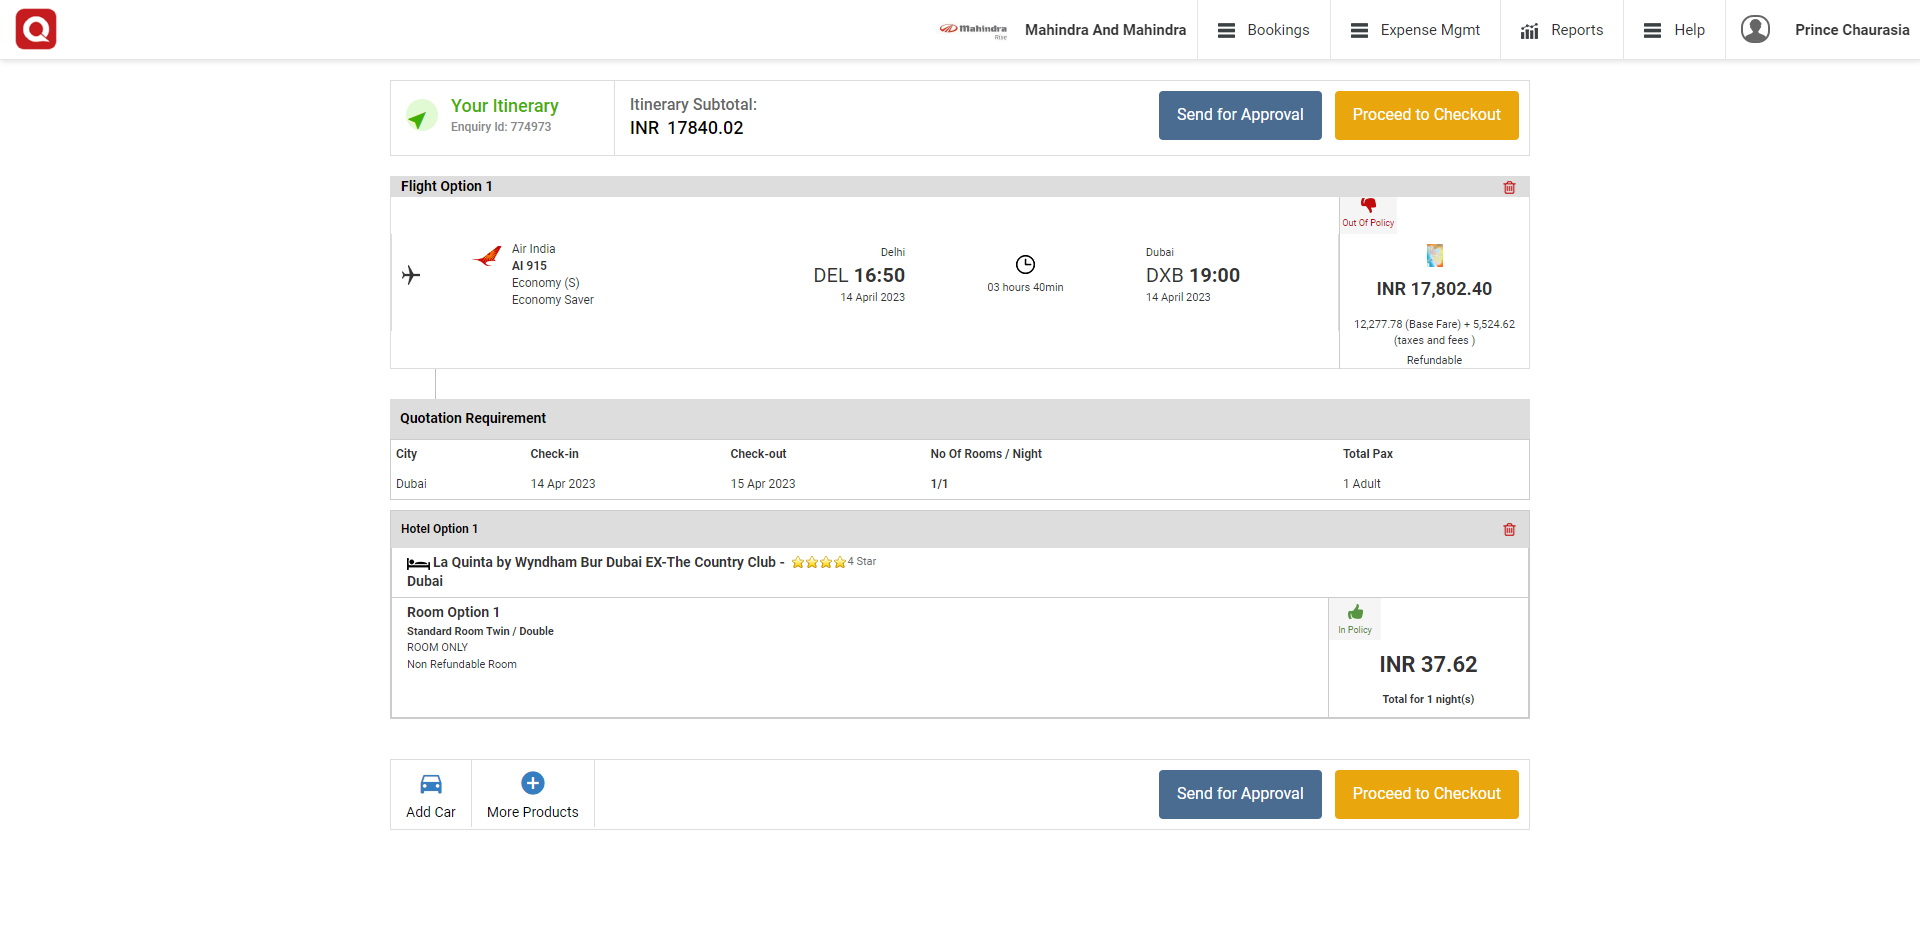 Q
Mahindra
Rise
Mahindra And Mahindra
Bookings
Expense Mgmt
Reports
Help
Prince Chaurasia
Your Itinerary
Enquiry Id: 774973
Itinerary Subtotal:
INR 17840.02
Send for Approval
Proceed to Checkout
Flight Option 1
Out Of Policy
Air India
AI 915
Economy (S)
Economy Saver
Delhi
DEL 16:50
14 April 2023
03 hours 40min
Dubai
DXB 19:00
14 April 2023
INR 17,802.40
12,277.78 (Base Fare) + 5,524.62
(taxes and fees )
Refundable
Quotation Requirement
City Check-in Check-out No Of Rooms / Night Total Pax
Dubai 14 Apr 2023 15 Apr 2023 1/1 1 Adult
Hotel Option 1
La Quinta by Wyndham Bur Dubai EX-The Country Club - 4 Star
Dubai
Room Option 1
Standard Room Twin / Double
ROOM ONLY
Non Refundable Room
In Policy
INR 37.62
Total for 1 night(s)
Add Car
More Products
Send for Approval
Proceed to Checkout